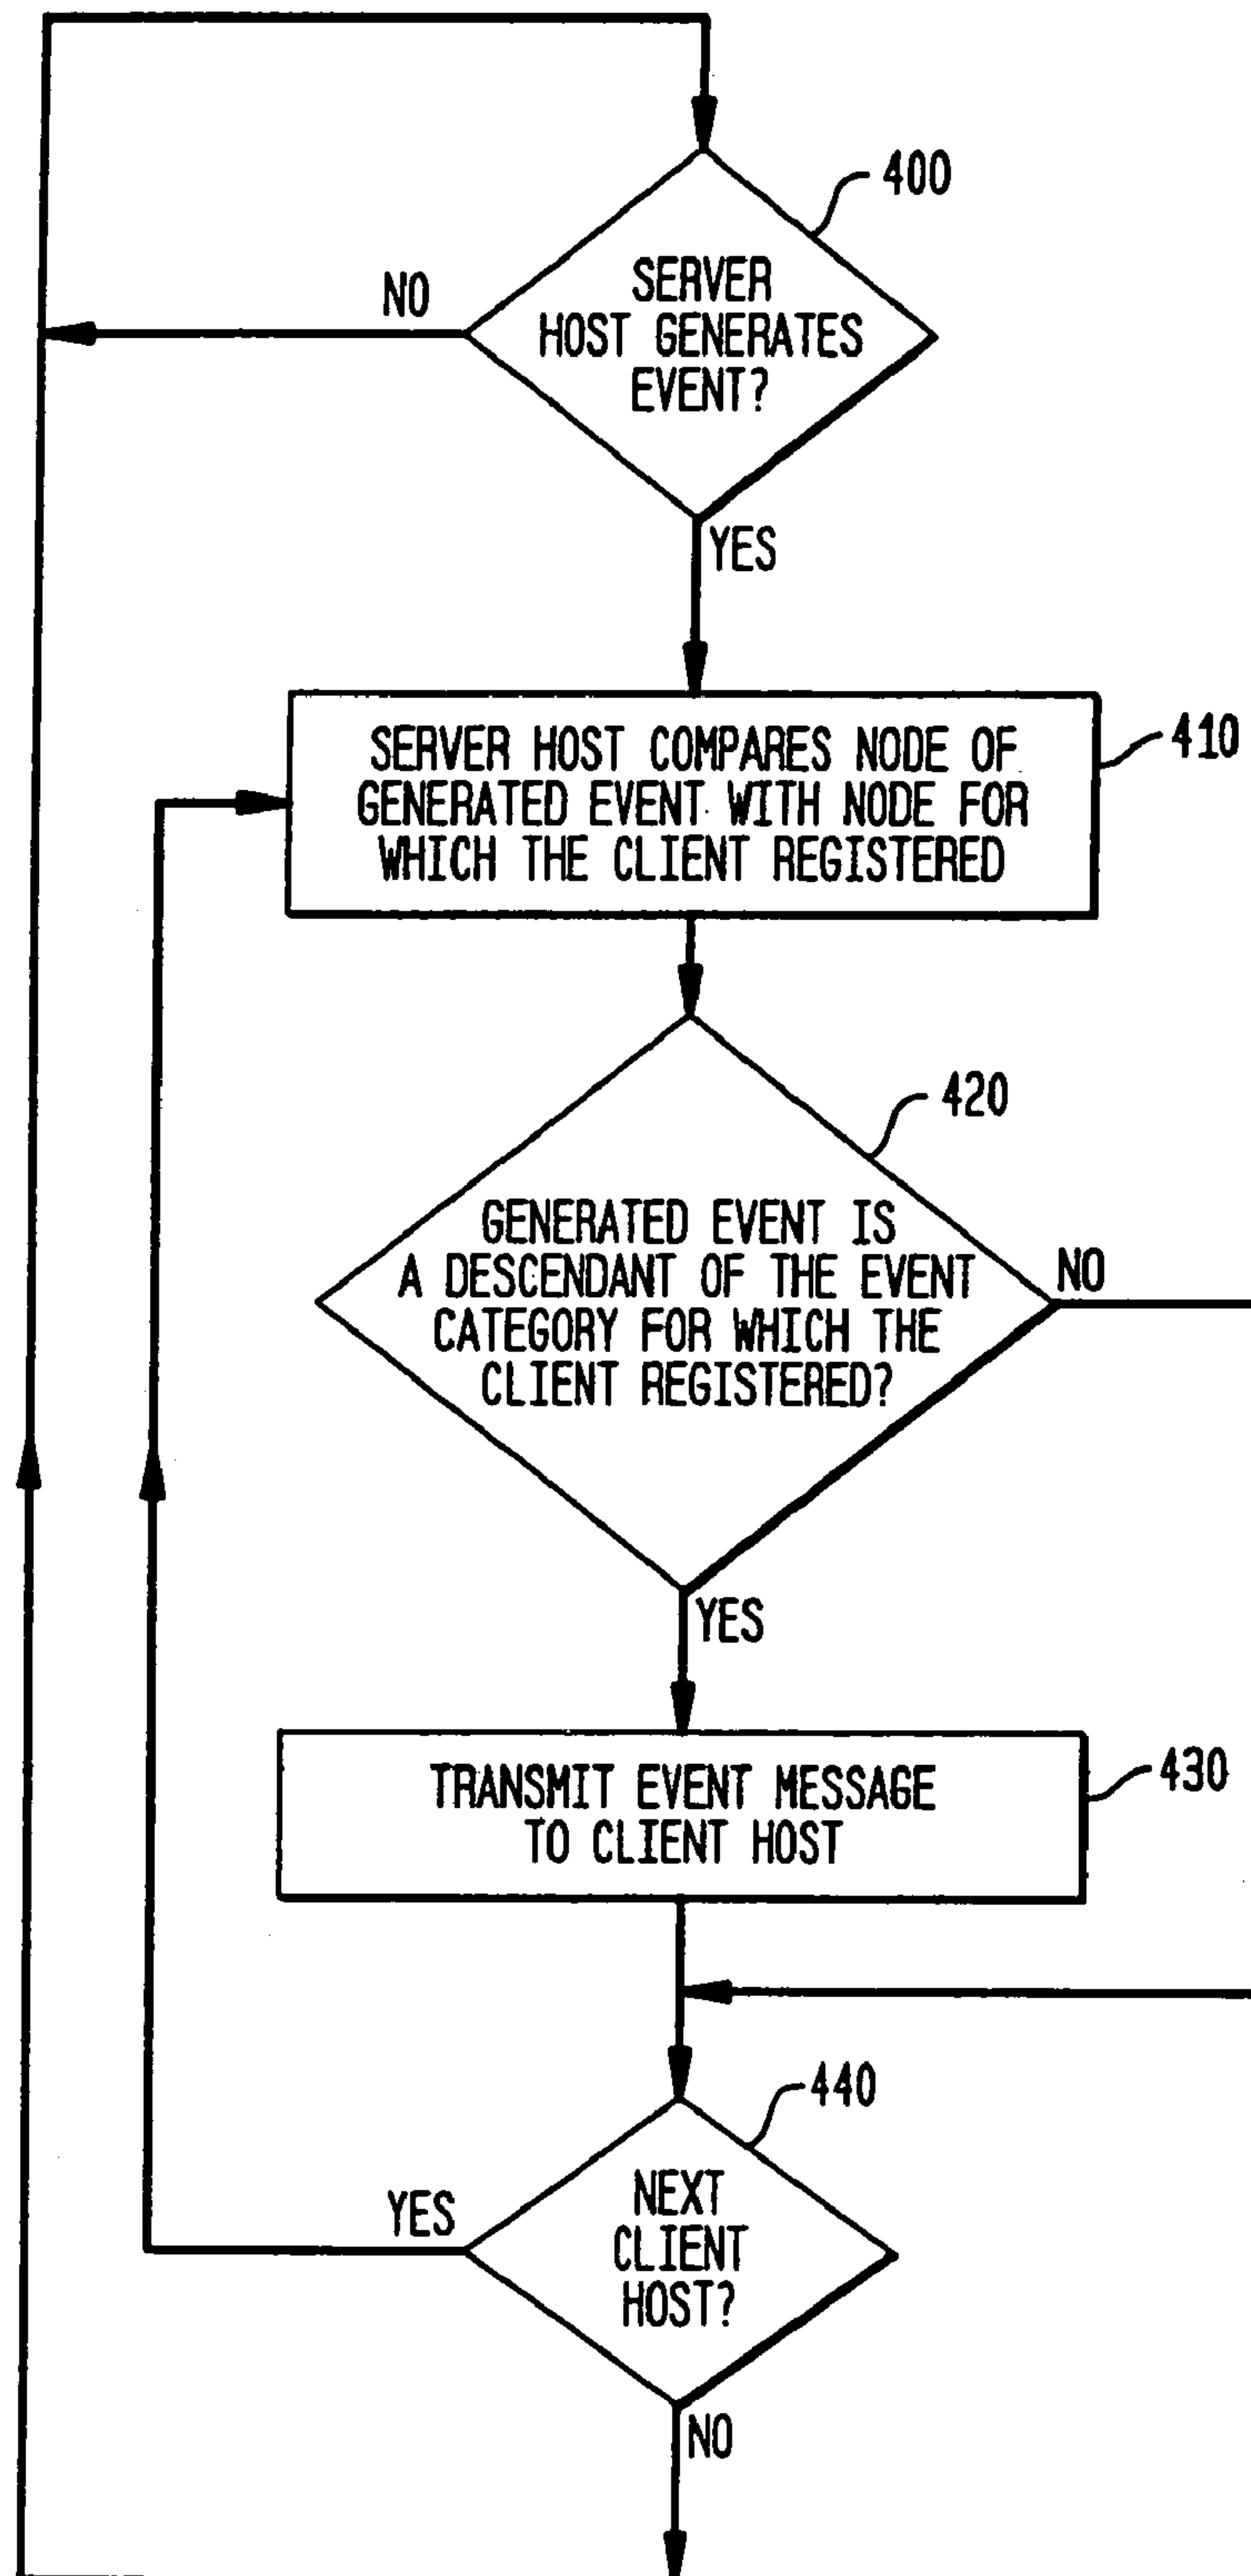 400
NO
SERVER
HOST GENERATES
EVENT?
YES
SERVER HOST COMPARES NODE OF
GENERATED EVENT WITH NODE FOR
WHICH THE CLIENT REGISTERED
410
420
GENERATED EVENT IS
A DESCENDANT OF THE EVENT
CATEGORY FOR WHICH THE
CLIENT REGISTERED?
NO
YES
TRANSMIT EVENT MESSAGE
TO CLIENT HOST
430
440
YES
NEXT
CLIENT
HOST?
NO